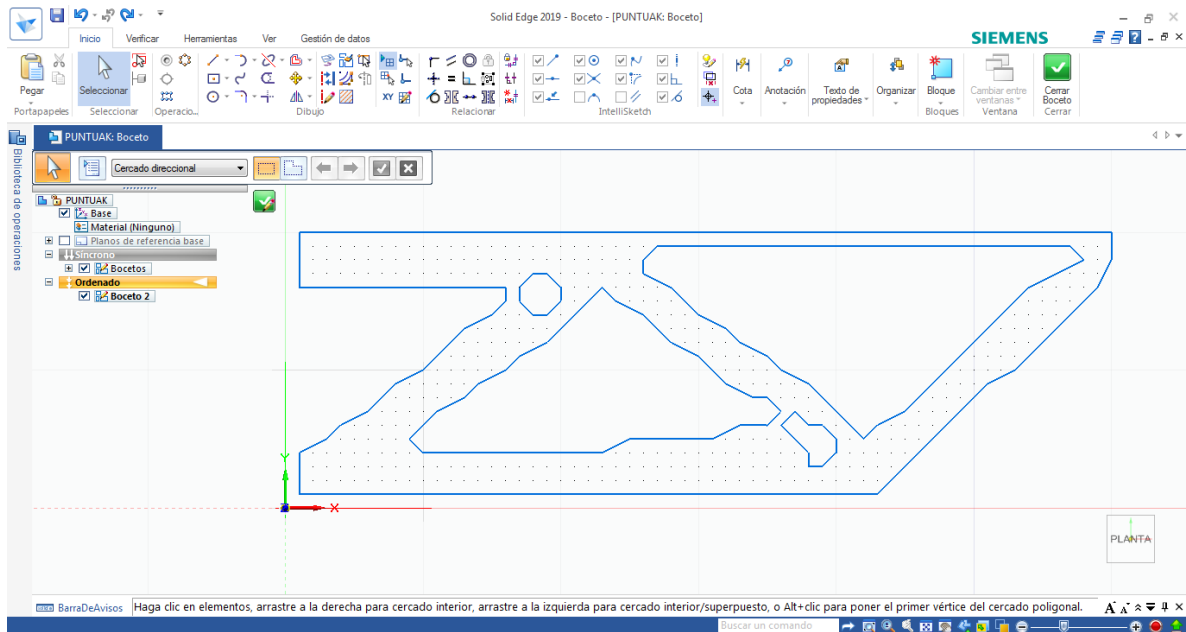 Solid Edge 2019 - Boceto - [PUNTUAK: Boceto]
Inicio Verificar Herramientas Ver Gestión de datos
SIEMENS
Pegar
Seleccionar
XY
Cota
Anotación
Texto de propiedades
Organizar
Bloque
Cambiar entre ventanas
Cerrar Boceto
Portapapeles Seleccionar Operacio... Dibujo Relacionar IntelliSketch Bloques Ventana Cerrar
PUNTUAK: Boceto
Biblioteca de operaciones
Cercado direccional
PUNTUAK
Base
Material (Ninguno)
Planos de referencia base
Síncrono
Bocetos
Ordenado
Boceto 2
Y
X
PLANTA
BarraDeAvisos Haga clic en elementos, arrastre a la derecha para cercado interior, arrastre a la izquierda para cercado interior/superpuesto, o Alt+clic para poner el primer vértice del cercado poligonal.
Buscar un comando